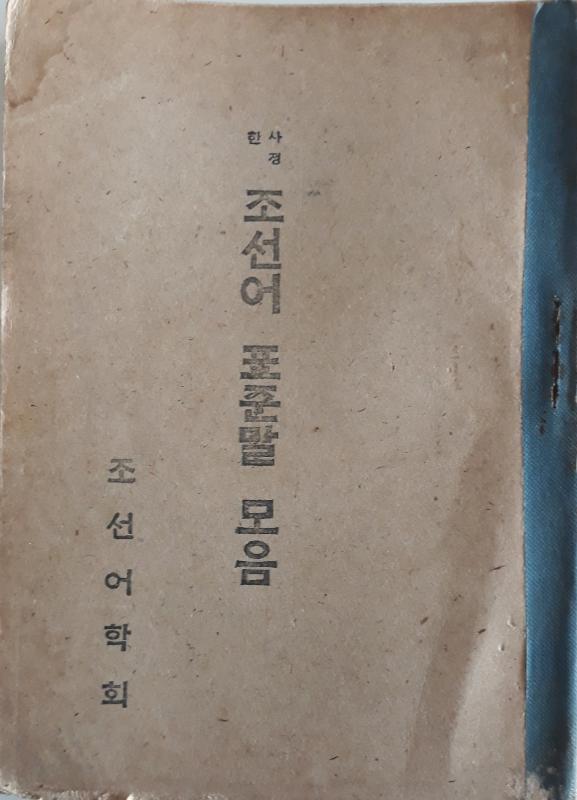 사정
한
조선어 표준말 모음
조선어학회